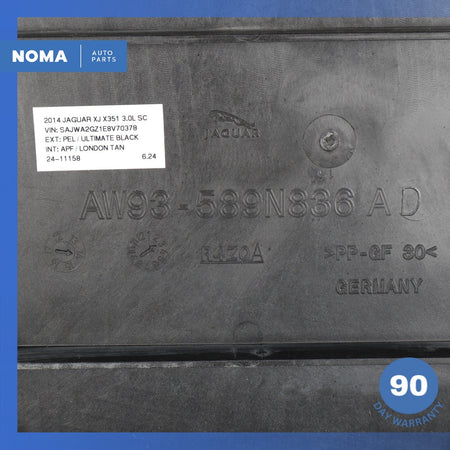 NOMA
AUTO
PARTS
2014 JAGUAR XJ X351 3.0L SC
VIN: SAJWA2GZ1E8V70378
EXT: PEL / ULTIMATE BLACK
INT: APF / LONDON TAN
24-11158 6.24
JAGUAR
AW93-589N836 AD
>PP-GF 30<
GERMANY
90
DAY WARRANTY